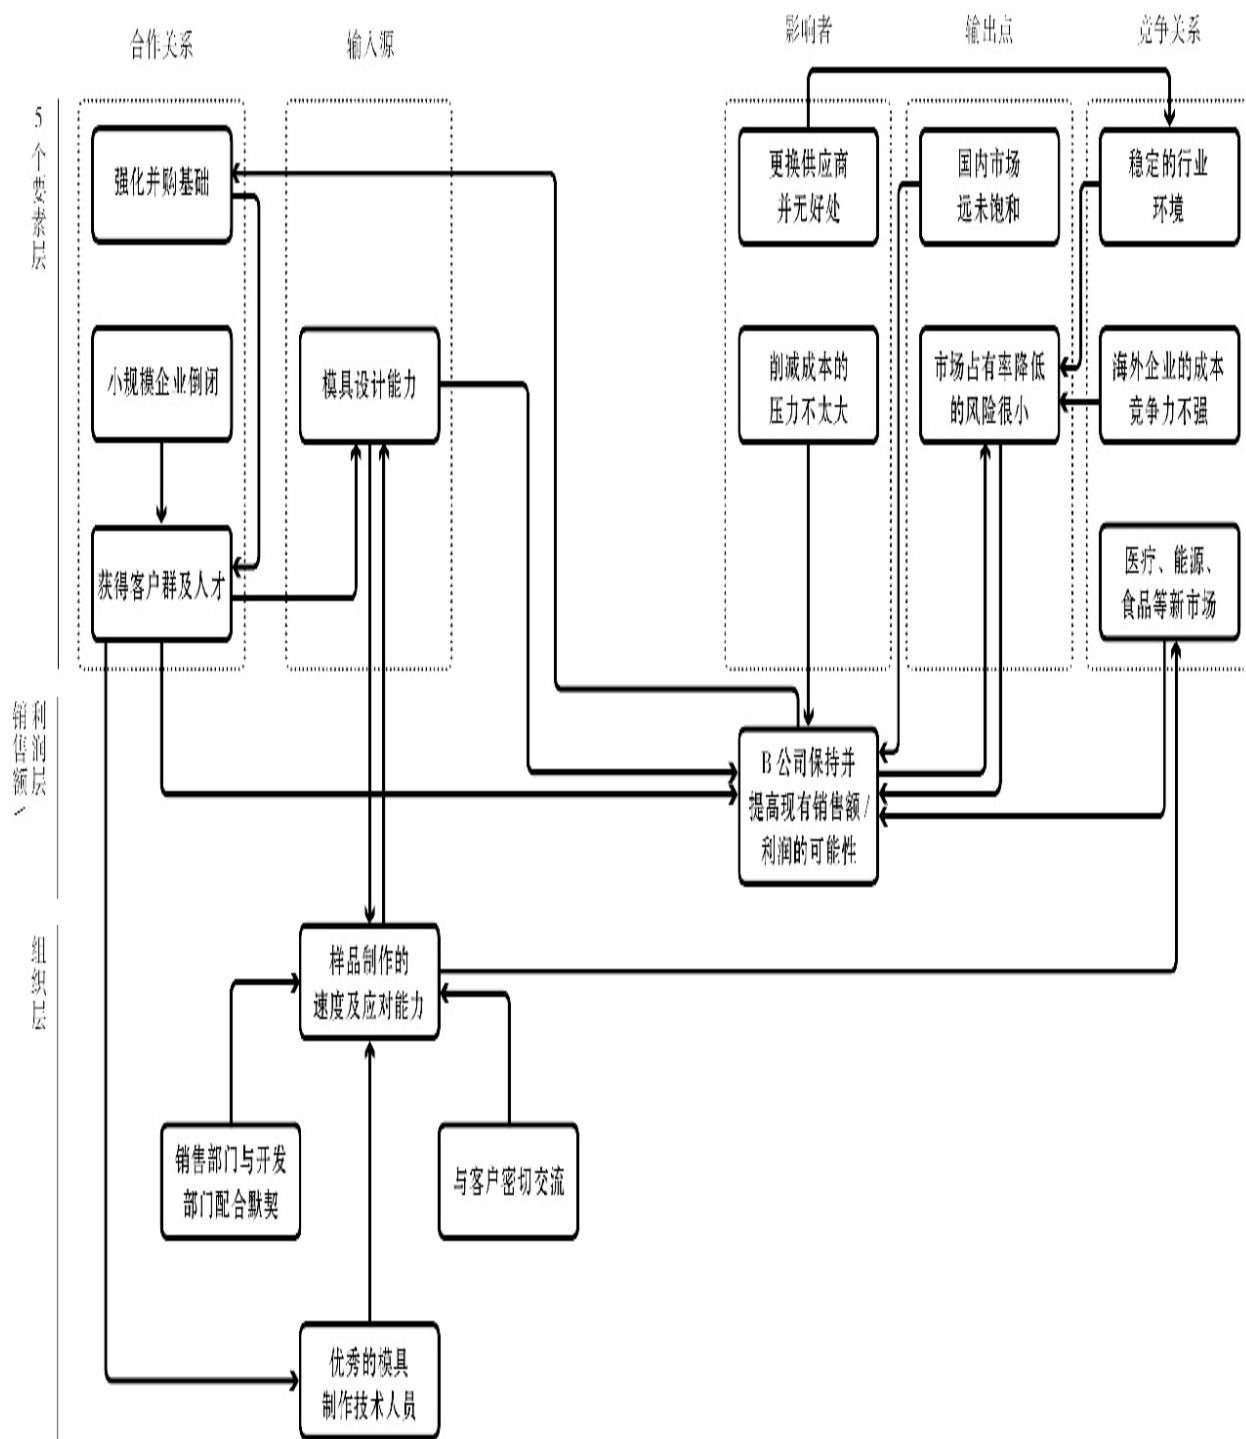 合作关系
输入源
影响者
输出点
竞争关系
5个要素层
强化并购基础
更换供应商
并无好处
国内市场
远未饱和
稳定的行业
环境
小规模企业倒闭
模具设计能力
削减成本的
压力不太大
市场占有率降低
的风险很小
海外企业的成本
竞争力不强
获得客户群及人才
医疗、能源、
食品等新市场
销售额/
利润层
B公司保持并
提高现有销售额/
利润的可能性
组织层
样品制作的
速度及应对能力
销售部门与开发
部门配合默契
与客户密切交流
优秀的模具
制作技术人员